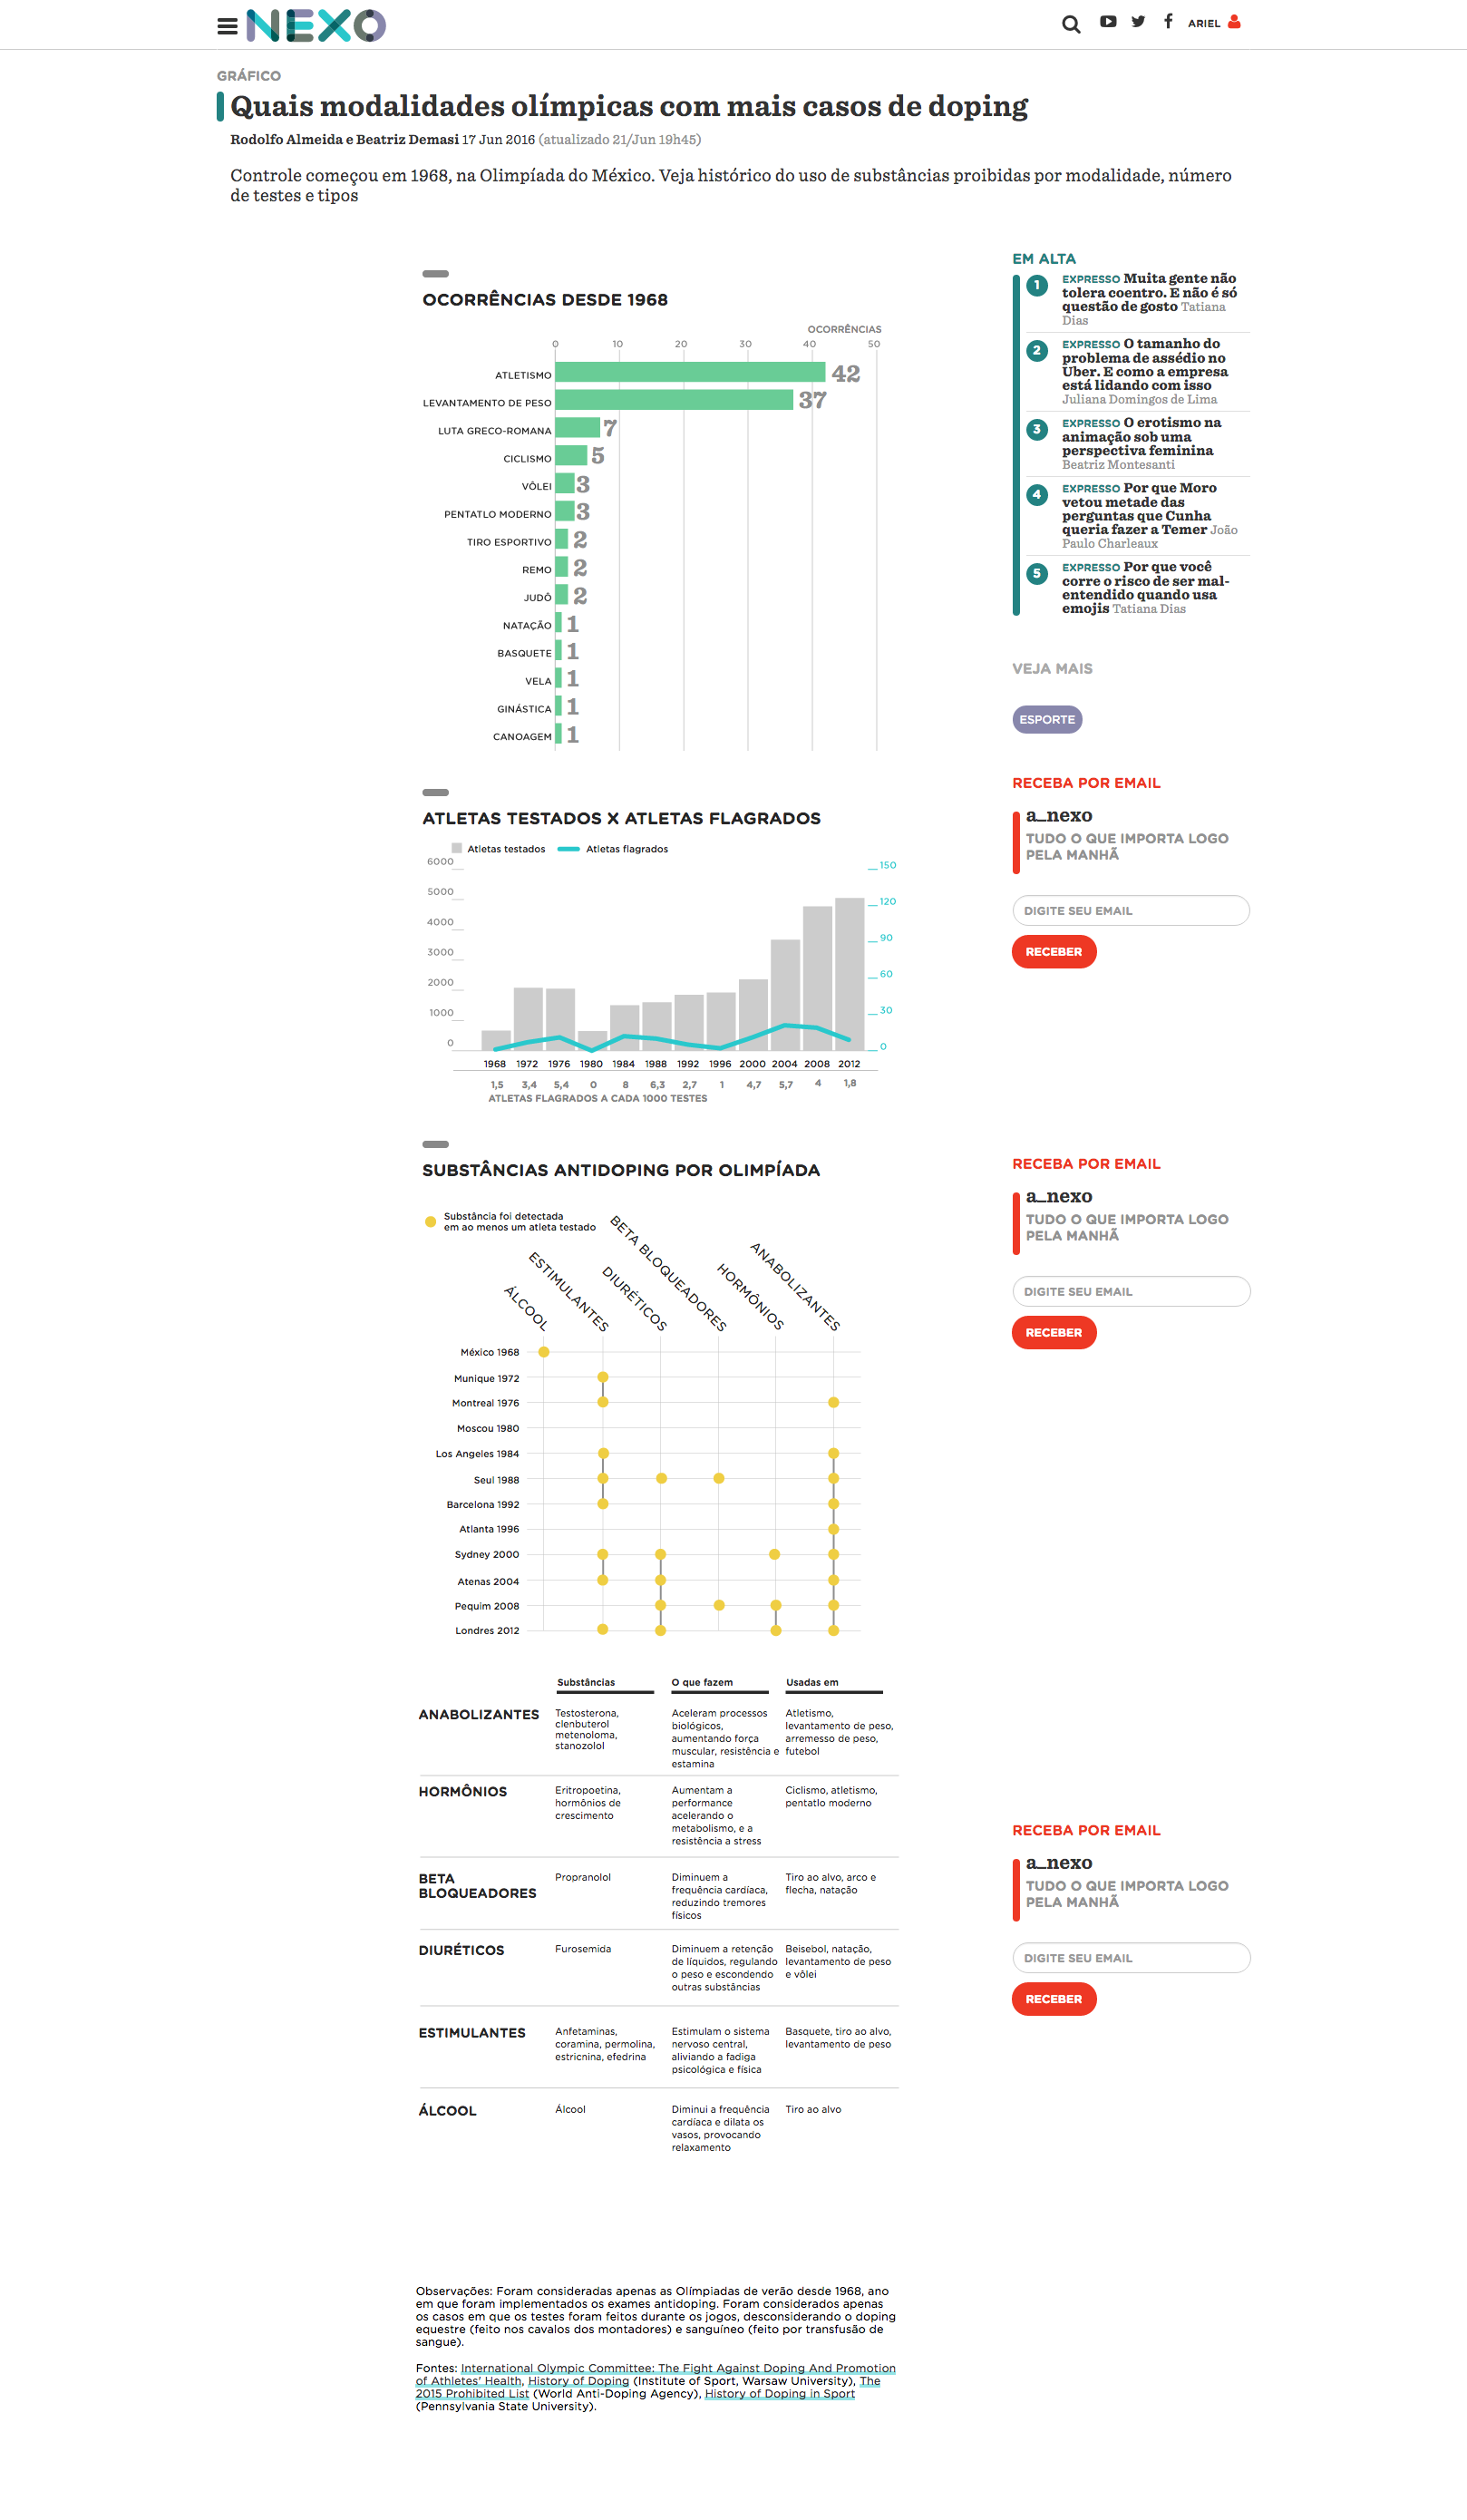 NEXO
ARIEL
GRÁFICO
Quais modalidades olímpicas com mais casos de doping
Rodolfo Almeida e Beatriz Demasi 17 Jun 2016 (atualizado 21/Jun 19h45)
Controle começou em 1968, na Olimpíada do México. Veja histórico do uso de substâncias proibidas por modalidade, número
de testes e tipos
OCORRÊNCIAS DESDE 1968
OCORRÊNCIAS
0 10 20 30 40 50
ATLETISMO 42
LEVANTAMENTO DE PESO 37
LUTA GRECO-ROMANA 7
CICLISMO 5
VÔLEI 3
PENTATLO MODERNO 3
TIRO ESPORTIVO 2
REMO 2
JUDÔ 2
NATAÇÃO 1
BASQUETE 1
VELA 1
GINÁSTICA 1
CANOAGEM 1
ATLETAS TESTADOS X ATLETAS FLAGRADOS
Atletas testados Atletas flagrados
6000
5000
4000
3000
2000
1000
0
150
120
90
60
30
0
1968 1972 1976 1980 1984 1988 1992 1996 2000 2004 2008 2012
1,5 3,4 5,4 0 8 6,3 2,7 1 4,7 5,7 4 1,8
ATLETAS FLAGRADOS A CADA 1000 TESTES
SUBSTÂNCIAS ANTIDOPING POR OLIMPÍADA
Substância foi detectada
em ao menos um atleta testado
ÁLCOOL
ESTIMULANTES
DIURÉTICOS
BETA BLOQUEADORES
HORMÔNIOS
ANABOLIZANTES
México 1968
Munique 1972
Montreal 1976
Moscou 1980
Los Angeles 1984
Seul 1988
Barcelona 1992
Atlanta 1996
Sydney 2000
Atenas 2004
Pequim 2008
Londres 2012
Substâncias
O que fazem
Usadas em
ANABOLIZANTES
Testosterona,
clenbuterol
metenoloma,
stanozolol
Aceleram processos
biológicos,
aumentando força
muscular, resistência e
estamina
Atletismo,
levantamento de peso,
arremesso de peso,
futebol
HORMÔNIOS
Eritropoetina,
hormônios de
crescimento
Aumentam a
performance
acelerando o
metabolismo, e a
resistência a stress
Ciclismo, atletismo,
pentatlo moderno
BETA
BLOQUEADORES
Propranolol
Diminuem a
frequência cardíaca,
reduzindo tremores
físicos
Tiro ao alvo, arco e
flecha, natação
DIURÉTICOS
Furosemida
Diminuem a retenção
de líquidos, regulando
o peso e escondendo
outras substâncias
Beisebol, natação,
levantamento de peso
e vôlei
ESTIMULANTES
Anfetaminas,
coramina, permolina,
estricnina, efedrina
Estimulam o sistema
nervoso central,
aliviando a fadiga
psicológica e física
Basquete, tiro ao alvo,
levantamento de peso
ÁLCOOL
Álcool
Diminui a frequência
cardíaca e dilata os
vasos, provocando
relaxamento
Tiro ao alvo
Observações: Foram consideradas apenas as Olímpiadas de verão desde 1968, ano
em que foram implementados os exames antidoping. Foram considerados apenas
os casos em que os testes foram feitos durante os jogos, desconsiderando o doping
equestre (feito nos cavalos dos montadores) e sanguíneo (feito por transfusão de
sangue).
Fontes: International Olympic Committee: The Fight Against Doping And Promotion
of Athletes' Health, History of Doping (Institute of Sport, Warsaw University), The
2015 Prohibited List (World Anti-Doping Agency), History of Doping in Sport
(Pennsylvania State University).
EM ALTA
1 EXPRESSO Muita gente não
tolera coentro. E não é só
questão de gosto Tatiana
Dias
2 EXPRESSO O tamanho do
problema de assédio no
Uber. E como a empresa
está lidando com isso
Juliana Domingos de Lima
3 EXPRESSO O erotismo na
animação sob uma
perspectiva feminina
Beatriz Montesanti
4 EXPRESSO Por que Moro
vetou metade das
perguntas que Cunha
queria fazer a Temer João
Paulo Charleaux
5 EXPRESSO Por que você
corre o risco de ser mal-
entendido quando usa
emojis Tatiana Dias
VEJA MAIS
ESPORTE
RECEBA POR EMAIL
a_nexo
TUDO O QUE IMPORTA LOGO
PELA MANHÃ
DIGITE SEU EMAIL
RECEBER
RECEBA POR EMAIL
a_nexo
TUDO O QUE IMPORTA LOGO
PELA MANHÃ
DIGITE SEU EMAIL
RECEBER
RECEBA POR EMAIL
a_nexo
TUDO O QUE IMPORTA LOGO
PELA MANHÃ
DIGITE SEU EMAIL
RECEBER